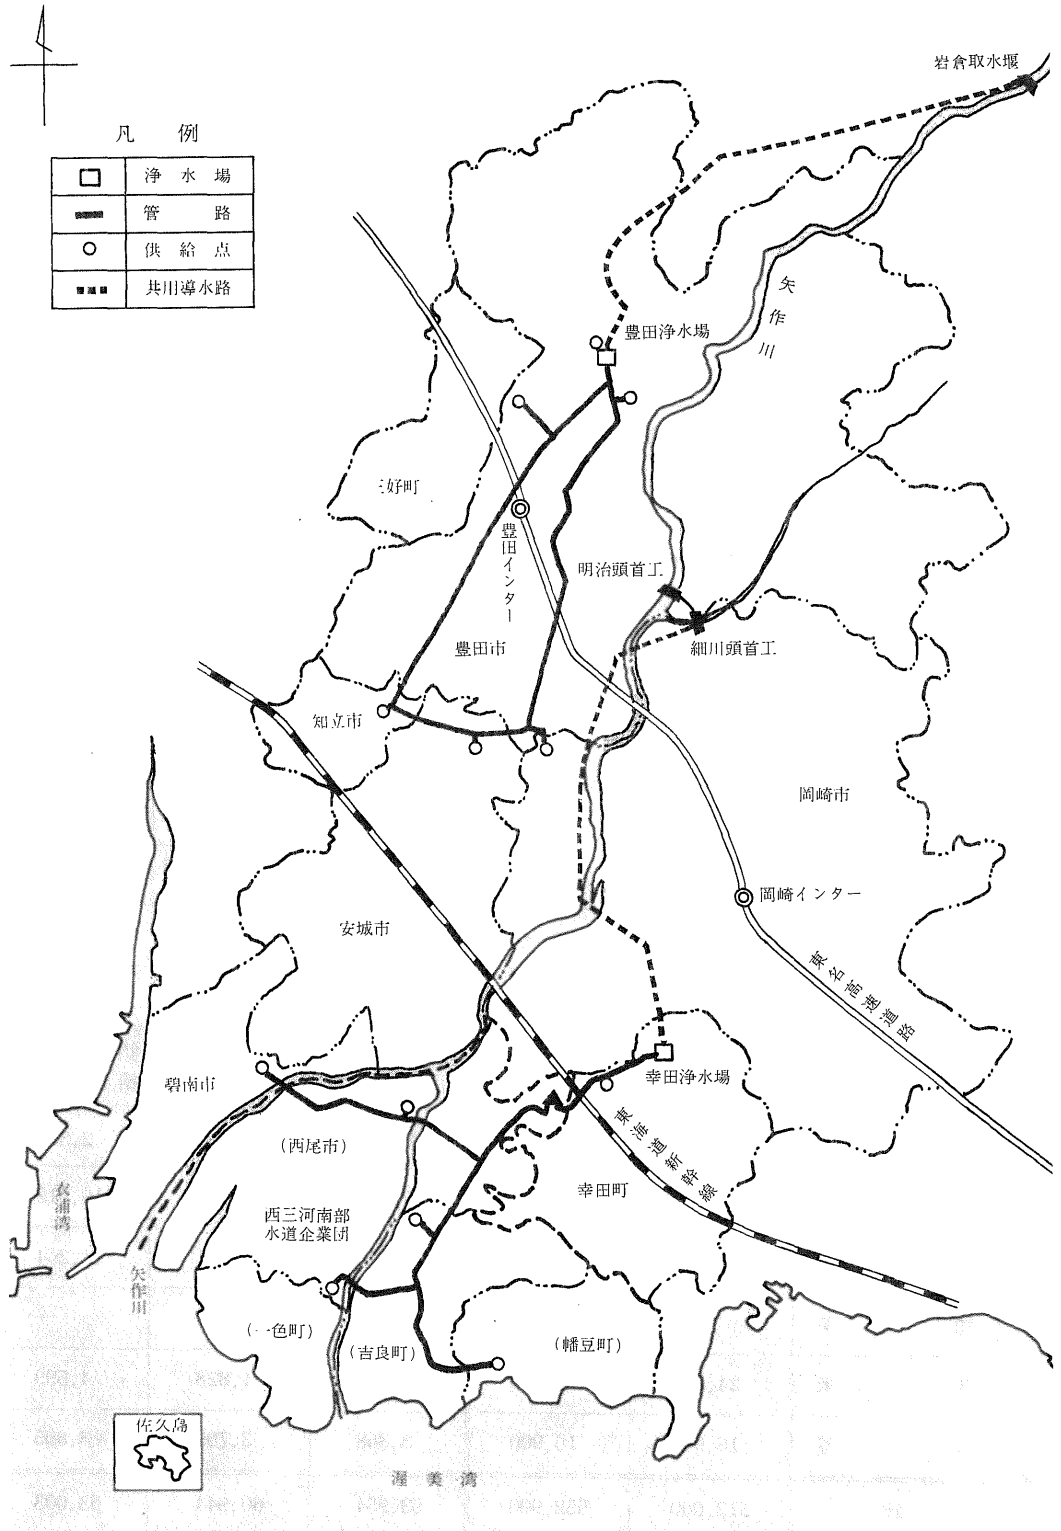 岩倉取水堰
凡例
浄水場
管路
供給点
共用導水路
矢作川
豊田浄水場
三好町
豊田インター
明治頭首工
豊田市
細川頭首工
知立市
岡崎市
岡崎インター
安城市
東名高速道路
碧南市
幸田浄水場
(西尾市)
東海道新幹線
幸田町
衣浦湾
西三河南部
水道企業団
矢作川
(一色町)
(吉良町)
(幡豆町)
佐久島
渥美湾